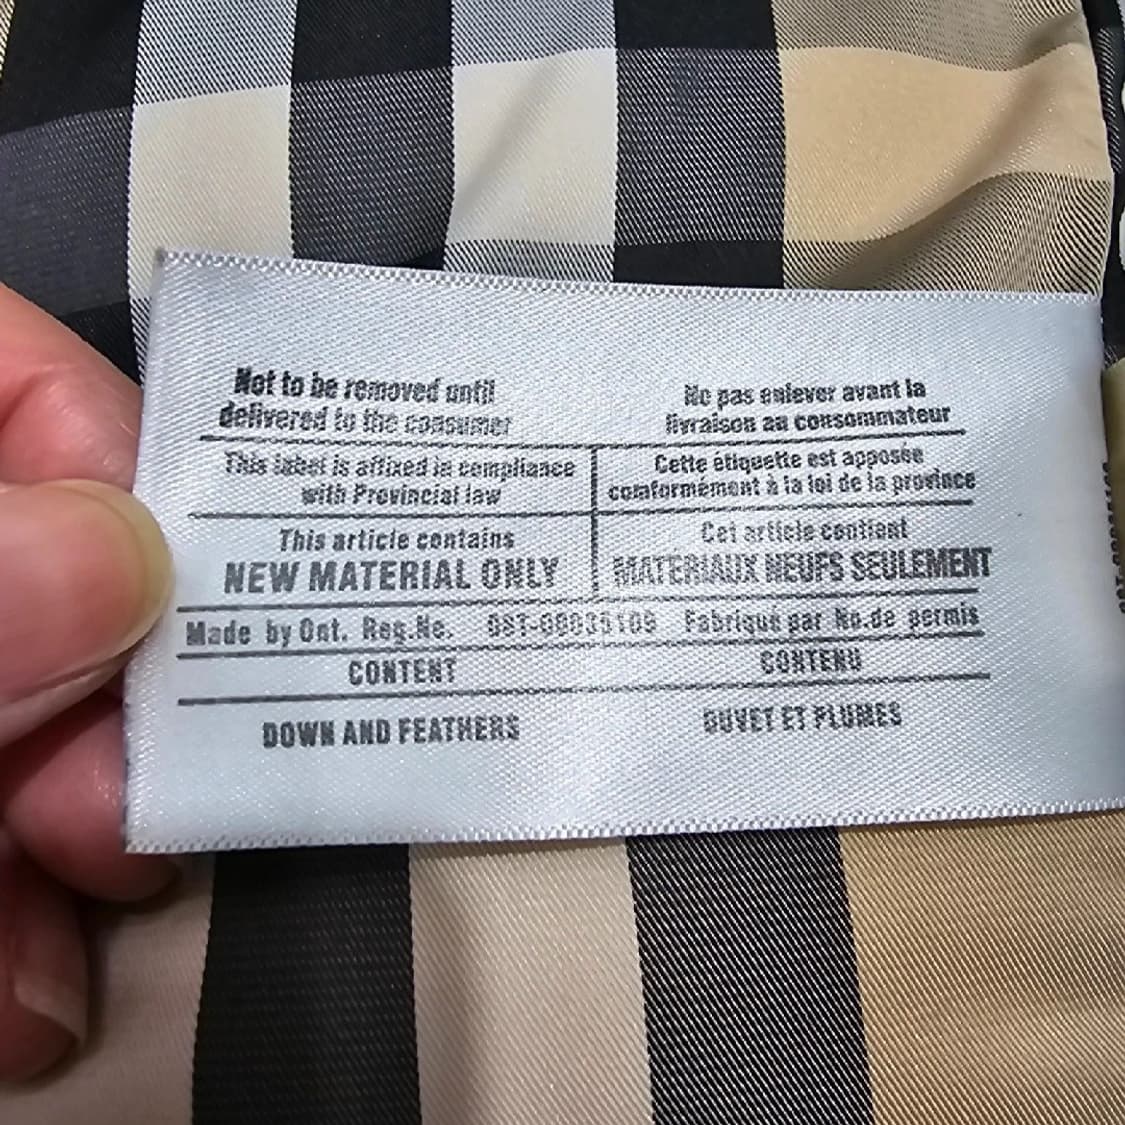 Not to be removed until
delivered to the consumer
Ne pas enlever avant la
livraison au consommateur
This label is affixed in compliance
with Provincial law
Cette étiquette est apposée
conformément à la loi de la province
This article contains
NEW MATERIAL ONLY
Cet article contient
MATERIAUX NEUFS SEULEMENT
Made by Ont. Reg.No. Fabriqué par No.de permis
CONTENT CONTENU
DOWN AND FEATHERS DUVET ET PLUMES